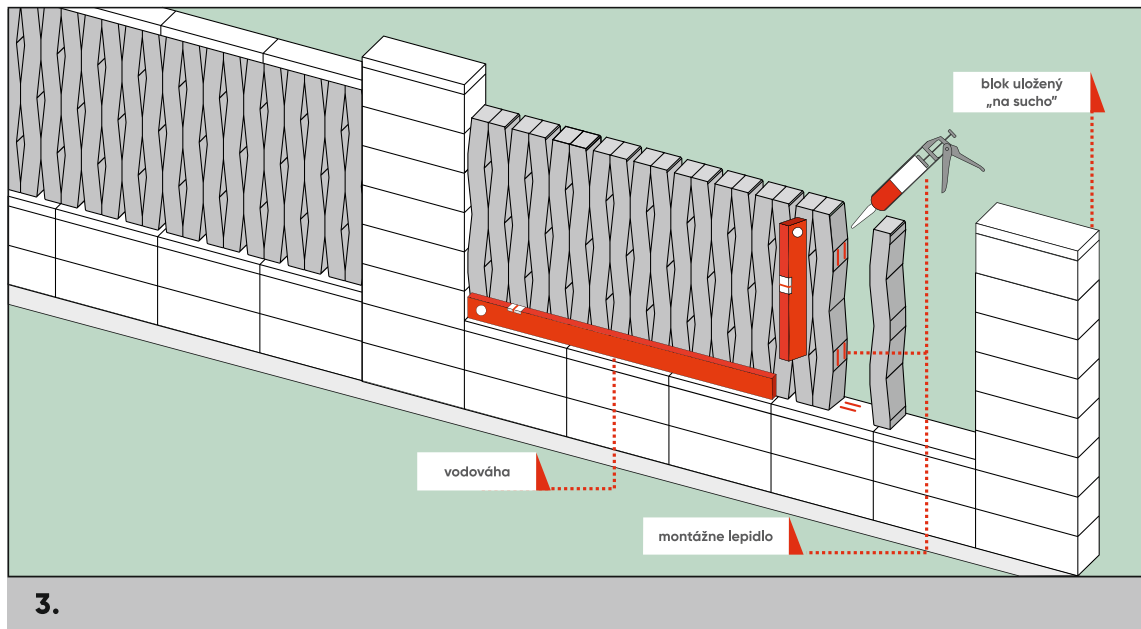 blok uložený
„na sucho”
vodováha
montážne lepidlo
3.